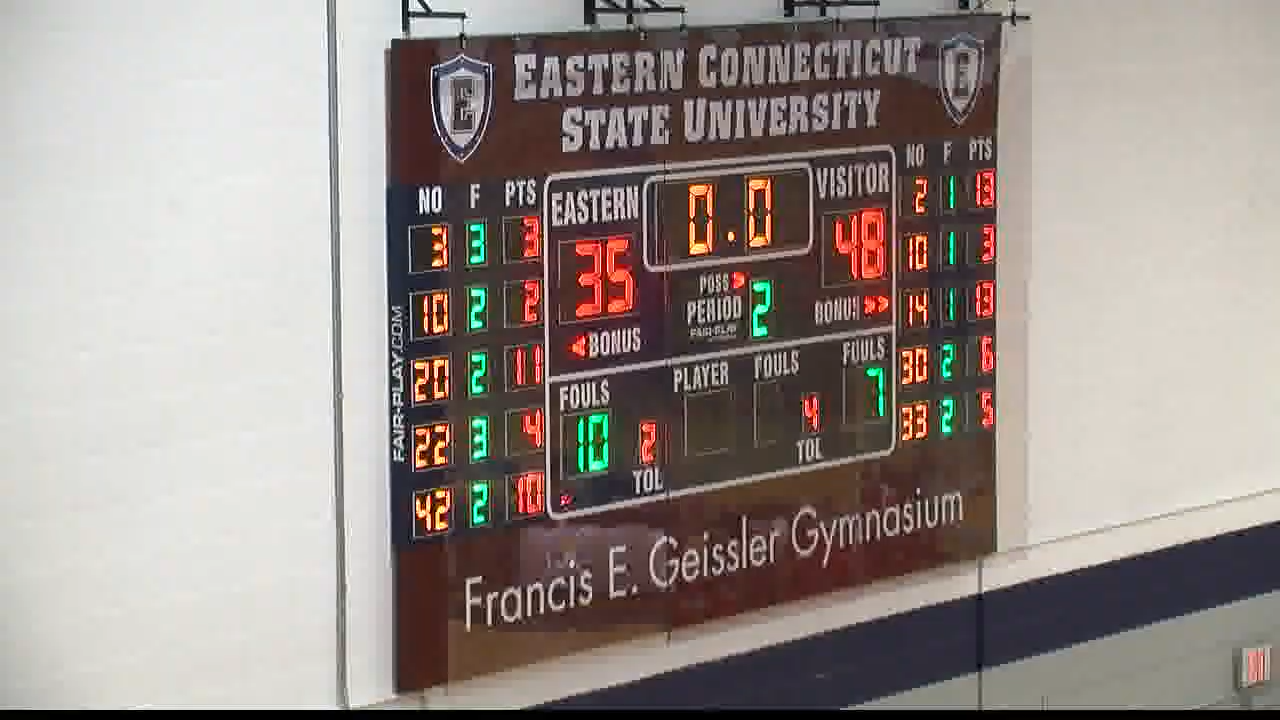 EASTERN CONNECTICUT
STATE UNIVERSITY
E
E
NO F PTS
3 3 3
10 2 2
20 2 11
22 3 4
42 2 10
EASTERN
35
0.0
VISITOR
48
POSS
PERIOD 2
FAIR-PLAY
BONUS
BONUS
FOULS
10
2
TOL
PLAYER
FOULS
4
TOL
FOULS
7
NO F PTS
2 1 13
10 1 3
14 1 13
30 2 6
33 2 5
FAIR-PLAY.COM
Francis E. Geissler Gymnasium